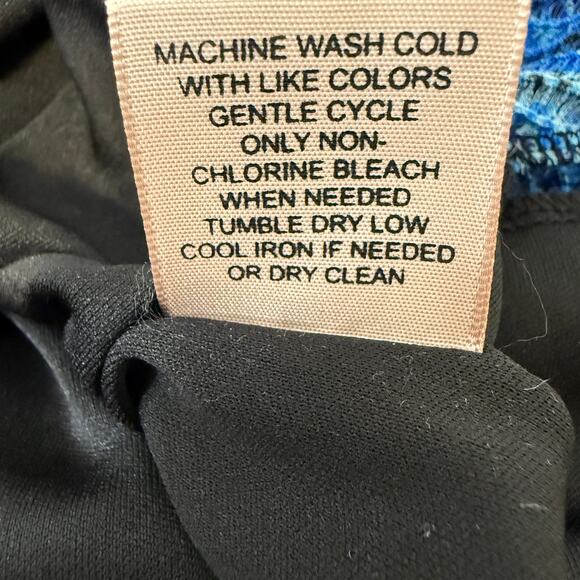 MACHINE WASH COLD
WITH LIKE COLORS
GENTLE CYCLE
ONLY NON-
CHLORINE BLEACH
WHEN NEEDED
TUMBLE DRY LOW
COOL IRON IF NEEDED
OR DRY CLEAN